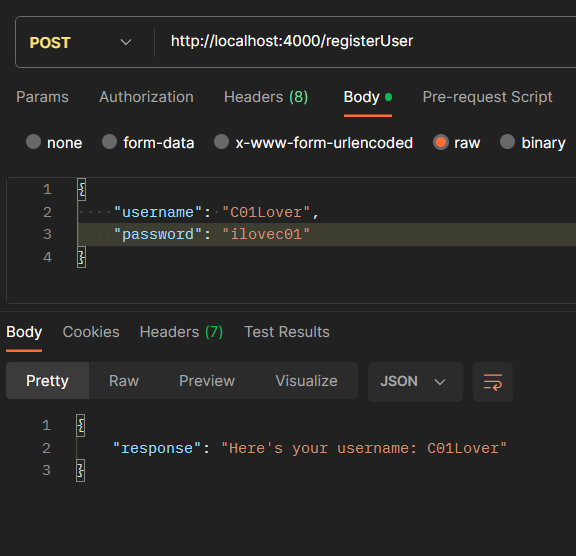 POST http://localhost:4000/registerUser
Params Authorization Headers (8) Body Pre-request Script
none form-data x-www-form-urlencoded raw binary
1 {
2 "username": "C01Lover",
3 "password": "ilovec01"
4 }
Body Cookies Headers (7) Test Results
Pretty Raw Preview Visualize JSON
1 {
2 "response": "Here's your username: C01Lover"
3 }